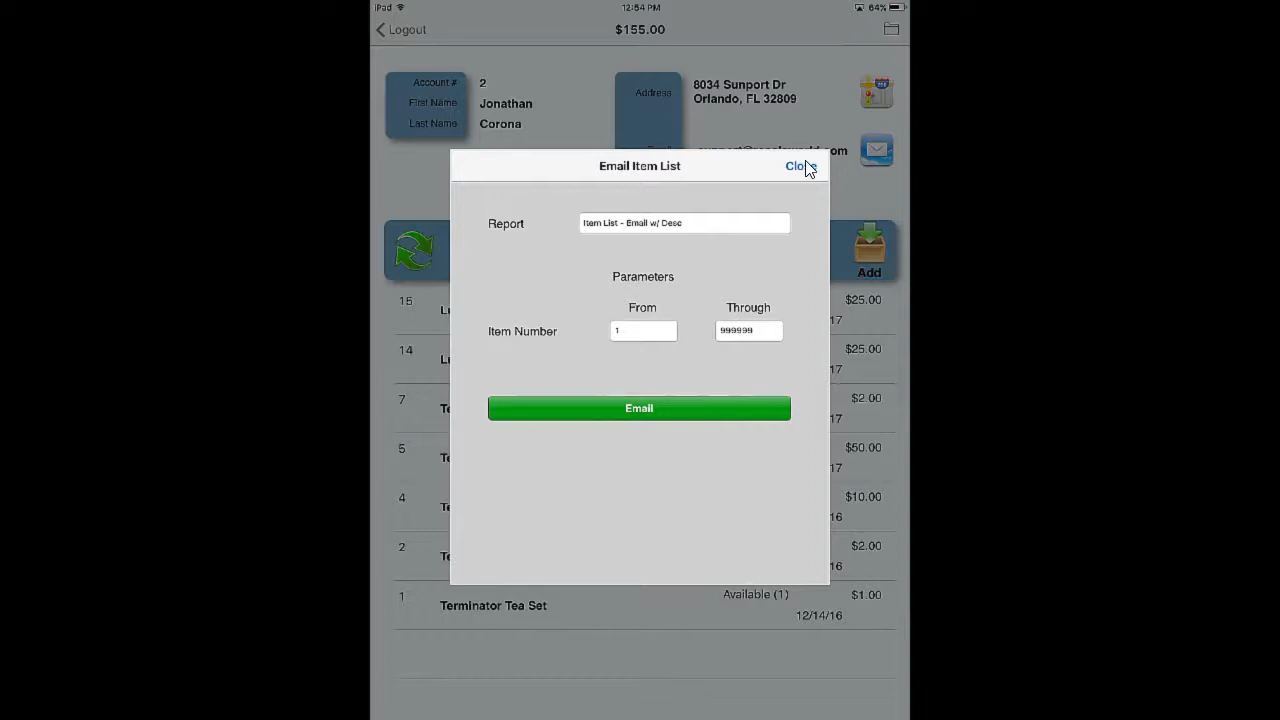 iPad 12:54 PM 64%
Logout $155.00
Account # 2
First Name Jonathan
Last Name Corona
Address 8034 Sunport Dr
Orlando, FL 32809
Email Item List
Report Item List - Email w/ Desc
Add
Parameters
From Through
Item Number 1 999999
Email
15 $25.00
17
14 $25.00
17
7 $2.00
17
5 $50.00
17
4 $10.00
16
2 $2.00
16
1 Terminator Tea Set Available (1) $1.00
12/14/16